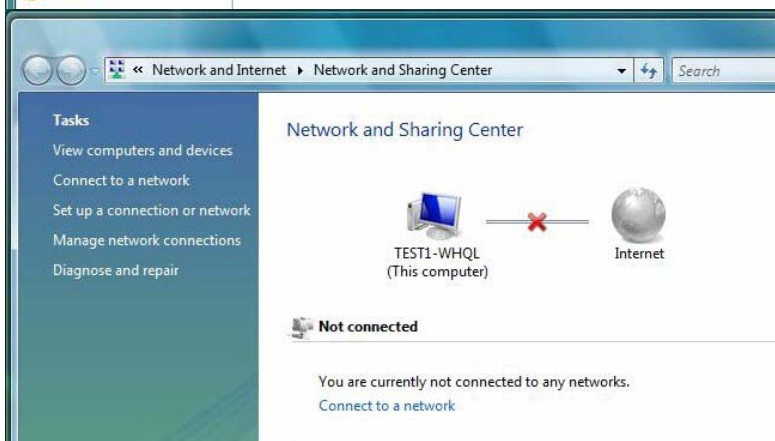 « Network and Internet ▸ Network and Sharing Center
Search
Tasks
View computers and devices
Connect to a network
Set up a connection or network
Manage network connections
Diagnose and repair
Network and Sharing Center
TEST1-WHQL
(This computer)
Internet
Not connected
You are currently not connected to any networks.
Connect to a network